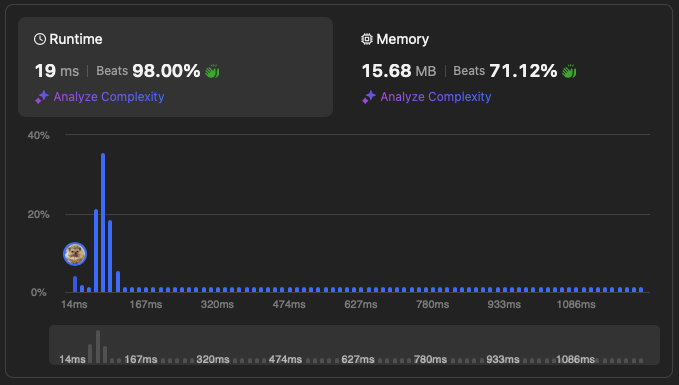 Runtime
19 ms | Beats 98.00%
Analyze Complexity
Memory
15.68 MB | Beats 71.12%
Analyze Complexity
40%
20%
0%
14ms 167ms 320ms 474ms 627ms 780ms 933ms 1086ms
14ms 167ms 320ms 474ms 627ms 780ms 933ms 1086ms